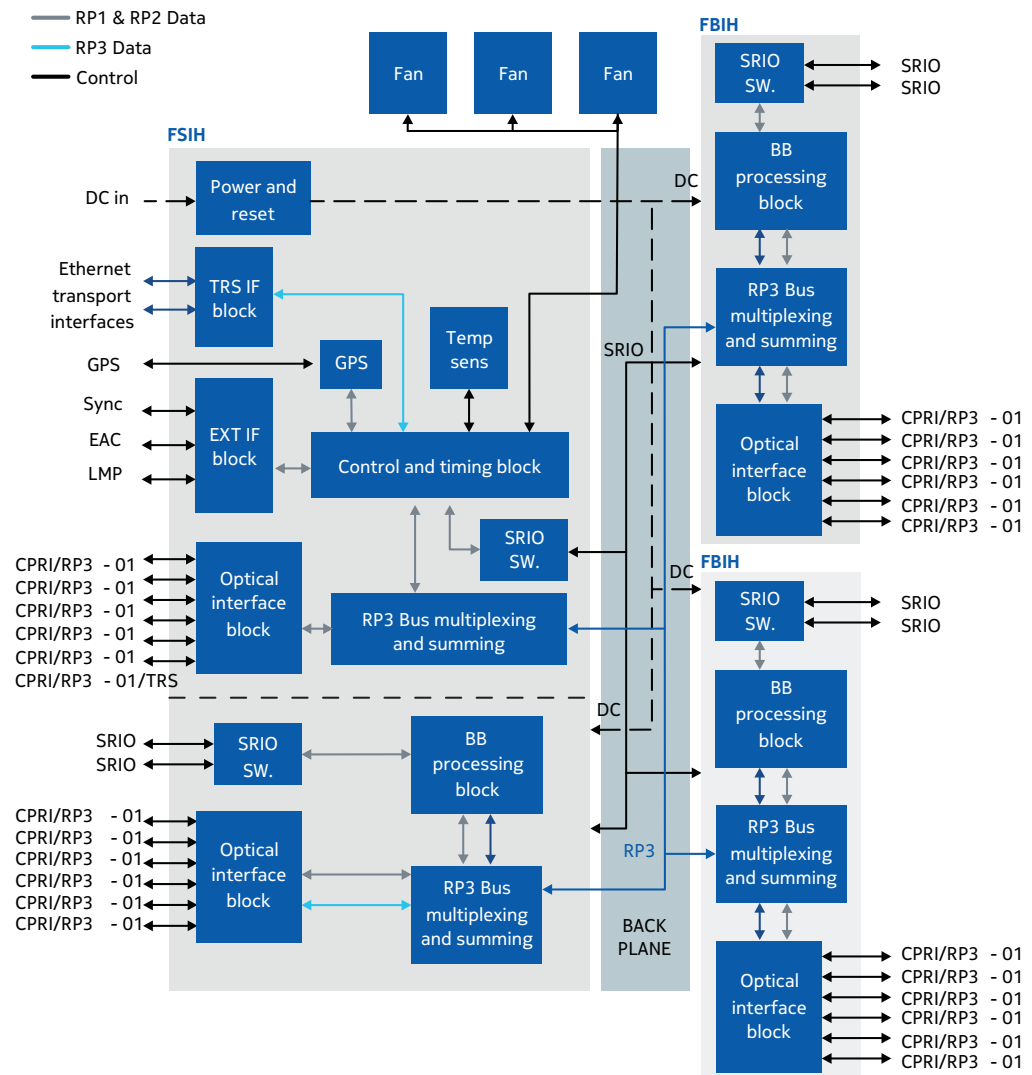 RP1 & RP2 Data
RP3 Data
Control
Fan
Fan
Fan
FBIH
SRIO
SW.
SRIO
SRIO
BB
processing
block
RP3 Bus
multiplexing
and summing
Optical
interface
block
CPRI/RP3 - 01
CPRI/RP3 - 01
CPRI/RP3 - 01
CPRI/RP3 - 01
CPRI/RP3 - 01
CPRI/RP3 - 01
FSIH
DC in
Power and
reset
DC
Ethernet
transport
interfaces
TRS IF
block
GPS
GPS
Temp
sens
SRIO
Sync
EAC
LMP
EXT IF
block
Control and timing block
SRIO
SW.
CPRI/RP3 - 01
CPRI/RP3 - 01
CPRI/RP3 - 01
CPRI/RP3 - 01
CPRI/RP3 - 01
CPRI/RP3 - 01/TRS
Optical
interface
block
RP3 Bus multiplexing
and summing
DC
DC
SRIO
SRIO
SRIO
SW.
BB
processing
block
CPRI/RP3 - 01
CPRI/RP3 - 01
CPRI/RP3 - 01
CPRI/RP3 - 01
CPRI/RP3 - 01
CPRI/RP3 - 01
Optical
interface
block
RP3 Bus
multiplexing
and summing
RP3
BACK
PLANE
FBIH
SRIO
SW.
SRIO
SRIO
BB
processing
block
RP3 Bus
multiplexing
and summing
Optical
interface
block
CPRI/RP3 - 01
CPRI/RP3 - 01
CPRI/RP3 - 01
CPRI/RP3 - 01
CPRI/RP3 - 01
CPRI/RP3 - 01